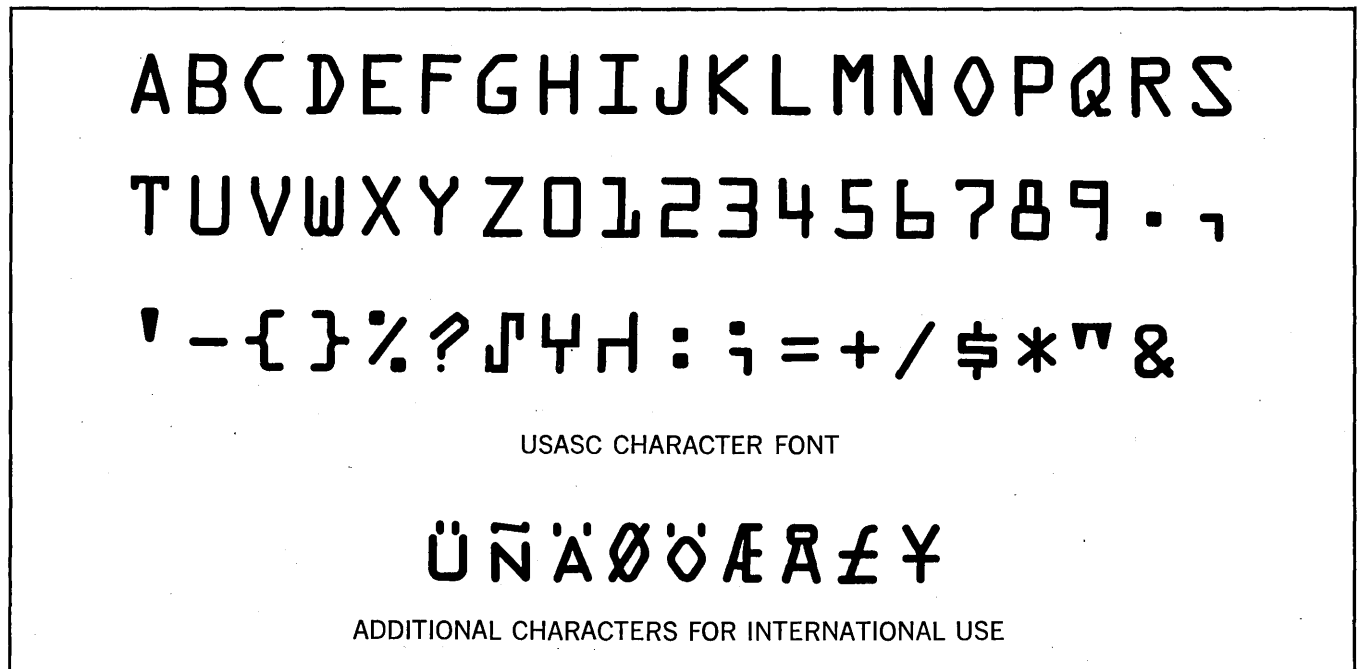 ABCDEFGHIJKLMNOPQRS
TUVWXYZ0123456789.,
'-{}%?⑀⑂⑁:;=+/$*"&
USASC CHARACTER FONT
ÜÑÄØÖÆÅ£¥
ADDITIONAL CHARACTERS FOR INTERNATIONAL USE